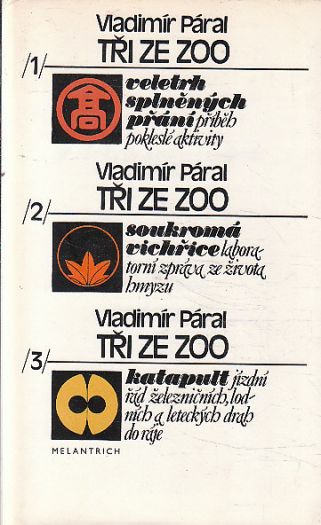 Vladimír Páral
TŘI ZE ZOO
/1/
veletrh
splněných
přání příběh
pokleslé aktivity
Vladimír Páral
TŘI ZE ZOO
/2/
soukromá
vichřice labora-
torní zpráva ze života
hmyzu
Vladimír Páral
TŘI ZE ZOO
/3/
katapult jízdní
řád železničních, lod-
ních a leteckých drah
do ráje
MELANTRICH